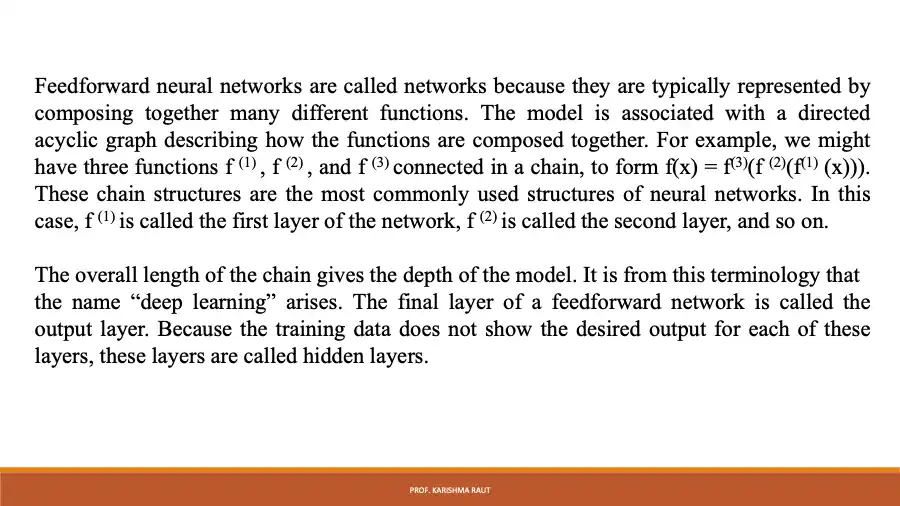 Feedforward neural networks are called networks because they are typically represented by
composing together many different functions. The model is associated with a directed
acyclic graph describing how the functions are composed together. For example, we might
have three functions f ⁽¹⁾ , f ⁽²⁾ , and f ⁽³⁾ connected in a chain, to form f(x) = f⁽³⁾(f ⁽²⁾(f⁽¹⁾ (x))).
These chain structures are the most commonly used structures of neural networks. In this
case, f ⁽¹⁾ is called the first layer of the network, f ⁽²⁾ is called the second layer, and so on.
The overall length of the chain gives the depth of the model. It is from this terminology that
the name “deep learning” arises. The final layer of a feedforward network is called the
output layer. Because the training data does not show the desired output for each of these
layers, these layers are called hidden layers.
PROF. KARISHMA RAUT